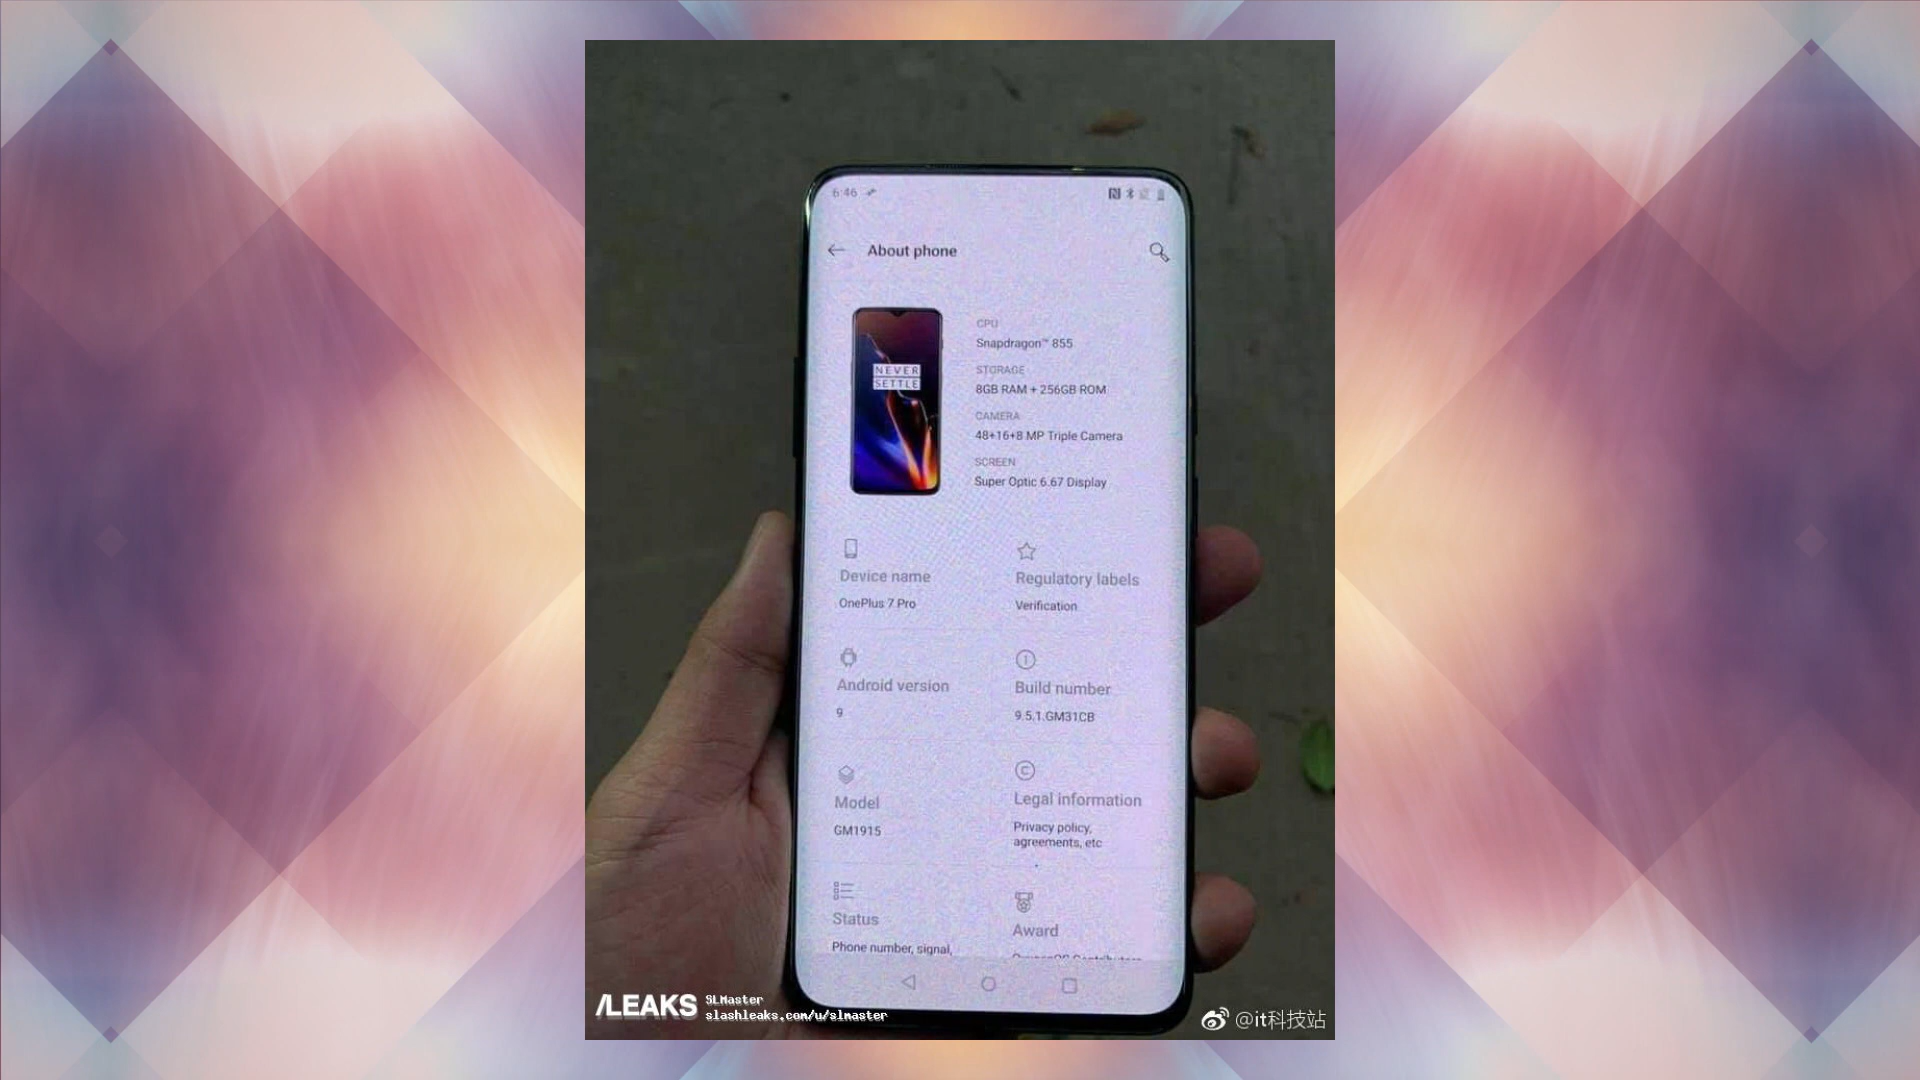 6:46
About phone
NEVER
SETTLE
CPU
Snapdragon™ 855
STORAGE
8GB RAM + 256GB ROM
CAMERA
48+16+8 MP Triple Camera
SCREEN
Super Optic 6.67 Display
Device name
OnePlus 7 Pro
Regulatory labels
Verification
Android version
9
Build number
9.5.1.GM31CB
Model
GM1915
Legal information
Privacy policy,
agreements, etc
Status
Phone number, signal,
Award
/LEAKS
SLMaster
slashleaks.com/u/slmaster
@it科技站